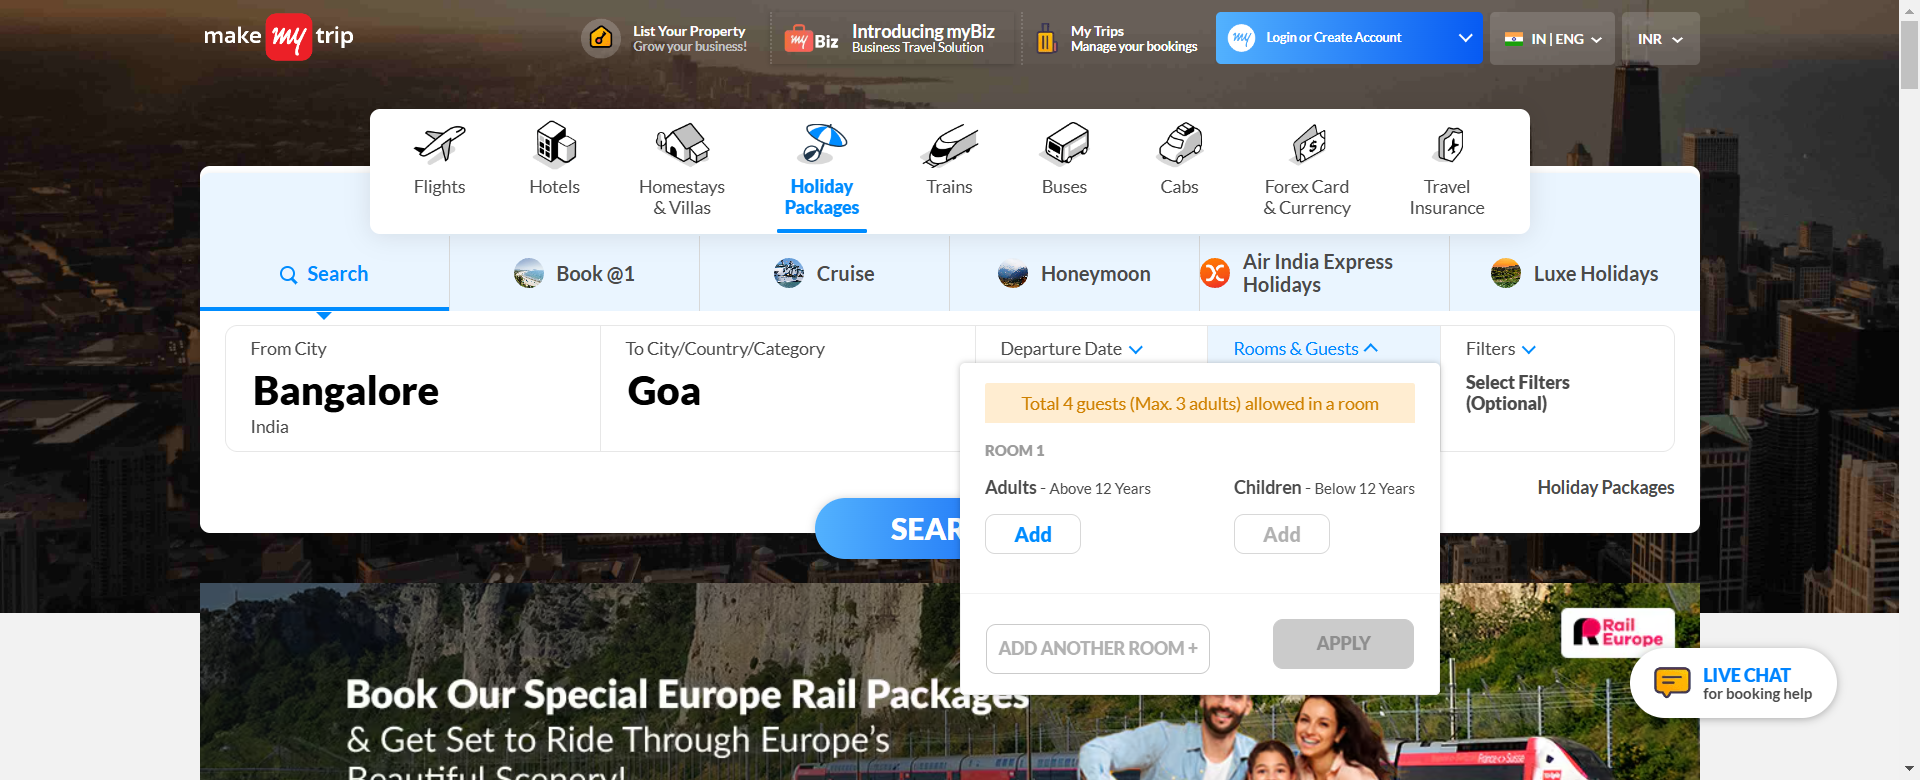 make my trip
List Your Property
Grow your business!
my Biz
Introducing myBiz
Business Travel Solution
My Trips
Manage your bookings
my Login or Create Account
IN | ENG
INR
Flights
Hotels
Homestays
& Villas
Holiday
Packages
Trains
Buses
Cabs
Forex Card
& Currency
Travel
Insurance
Search
Book @1
Cruise
Honeymoon
Air India Express
Holidays
Luxe Holidays
From City
Bangalore
India
To City/Country/Category
Goa
Departure Date
Rooms & Guests
Filters
Select Filters
(Optional)
Total 4 guests (Max. 3 adults) allowed in a room
ROOM 1
Adults - Above 12 Years
Children - Below 12 Years
Add
Add
ADD ANOTHER ROOM +
APPLY
Holiday Packages
SEAR
Rail
Europe
LIVE CHAT
for booking help
Book Our Special Europe Rail Packages
& Get Set to Ride Through Europe's
Beautiful Scenery!